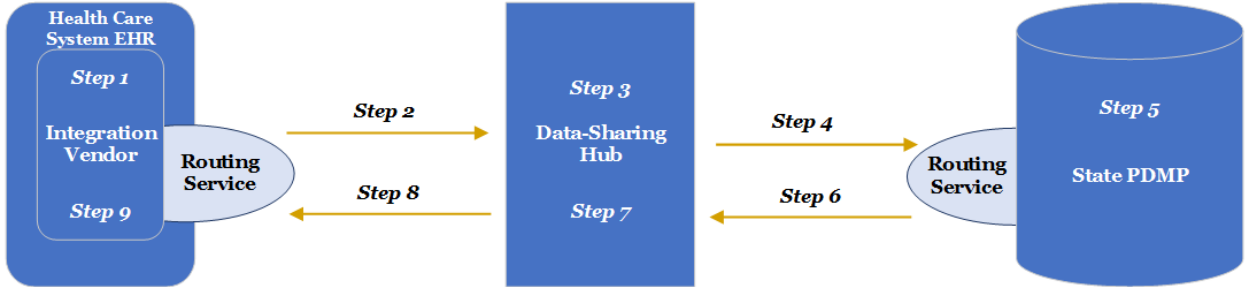 Health Care
System EHR
Step 1
Integration
Vendor
Step 9
Routing
Service
Step 2
Step 8
Step 3
Data-Sharing
Hub
Step 7
Step 4
Step 6
Routing
Service
Step 5
State PDMP